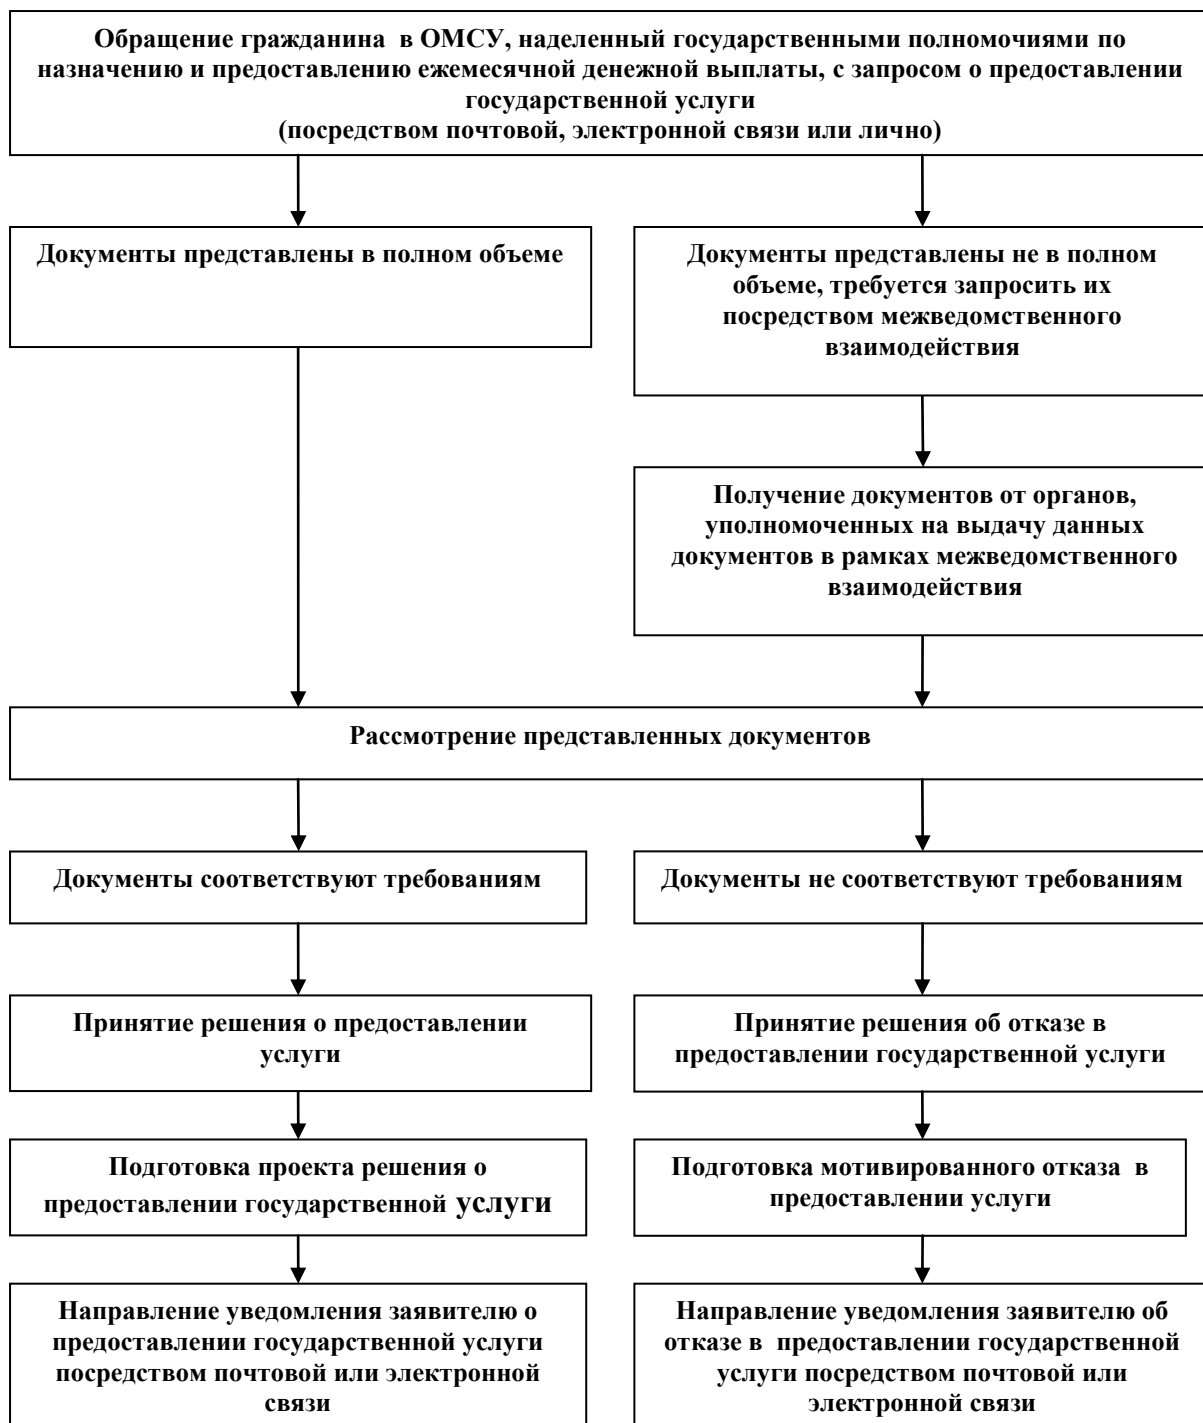 Обращение гражданина  в ОМСУ, наделенный государственными полномочиями по
назначению и предоставлению ежемесячной денежной выплаты, с запросом о предоставлении
государственной услуги
(посредством почтовой, электронной связи или лично)
Документы представлены в полном объеме
Документы представлены не в полном
объеме, требуется запросить их
посредством межведомственного
взаимодействия
Получение документов от органов,
уполномоченных на выдачу данных
документов в рамках межведомственного
взаимодействия
Рассмотрение представленных документов
Документы соответствуют требованиям
Документы не соответствуют требованиям
Принятие решения о предоставлении
услуги
Принятие решения об отказе в
предоставлении государственной услуги
Подготовка проекта решения о
предоставлении государственной услуги
Подготовка мотивированного отказа  в
предоставлении услуги
Направление уведомления заявителю о
предоставлении государственной услуги
посредством почтовой или электронной
связи
Направление уведомления заявителю об
отказе в  предоставлении государственной
услуги посредством почтовой или
электронной связи